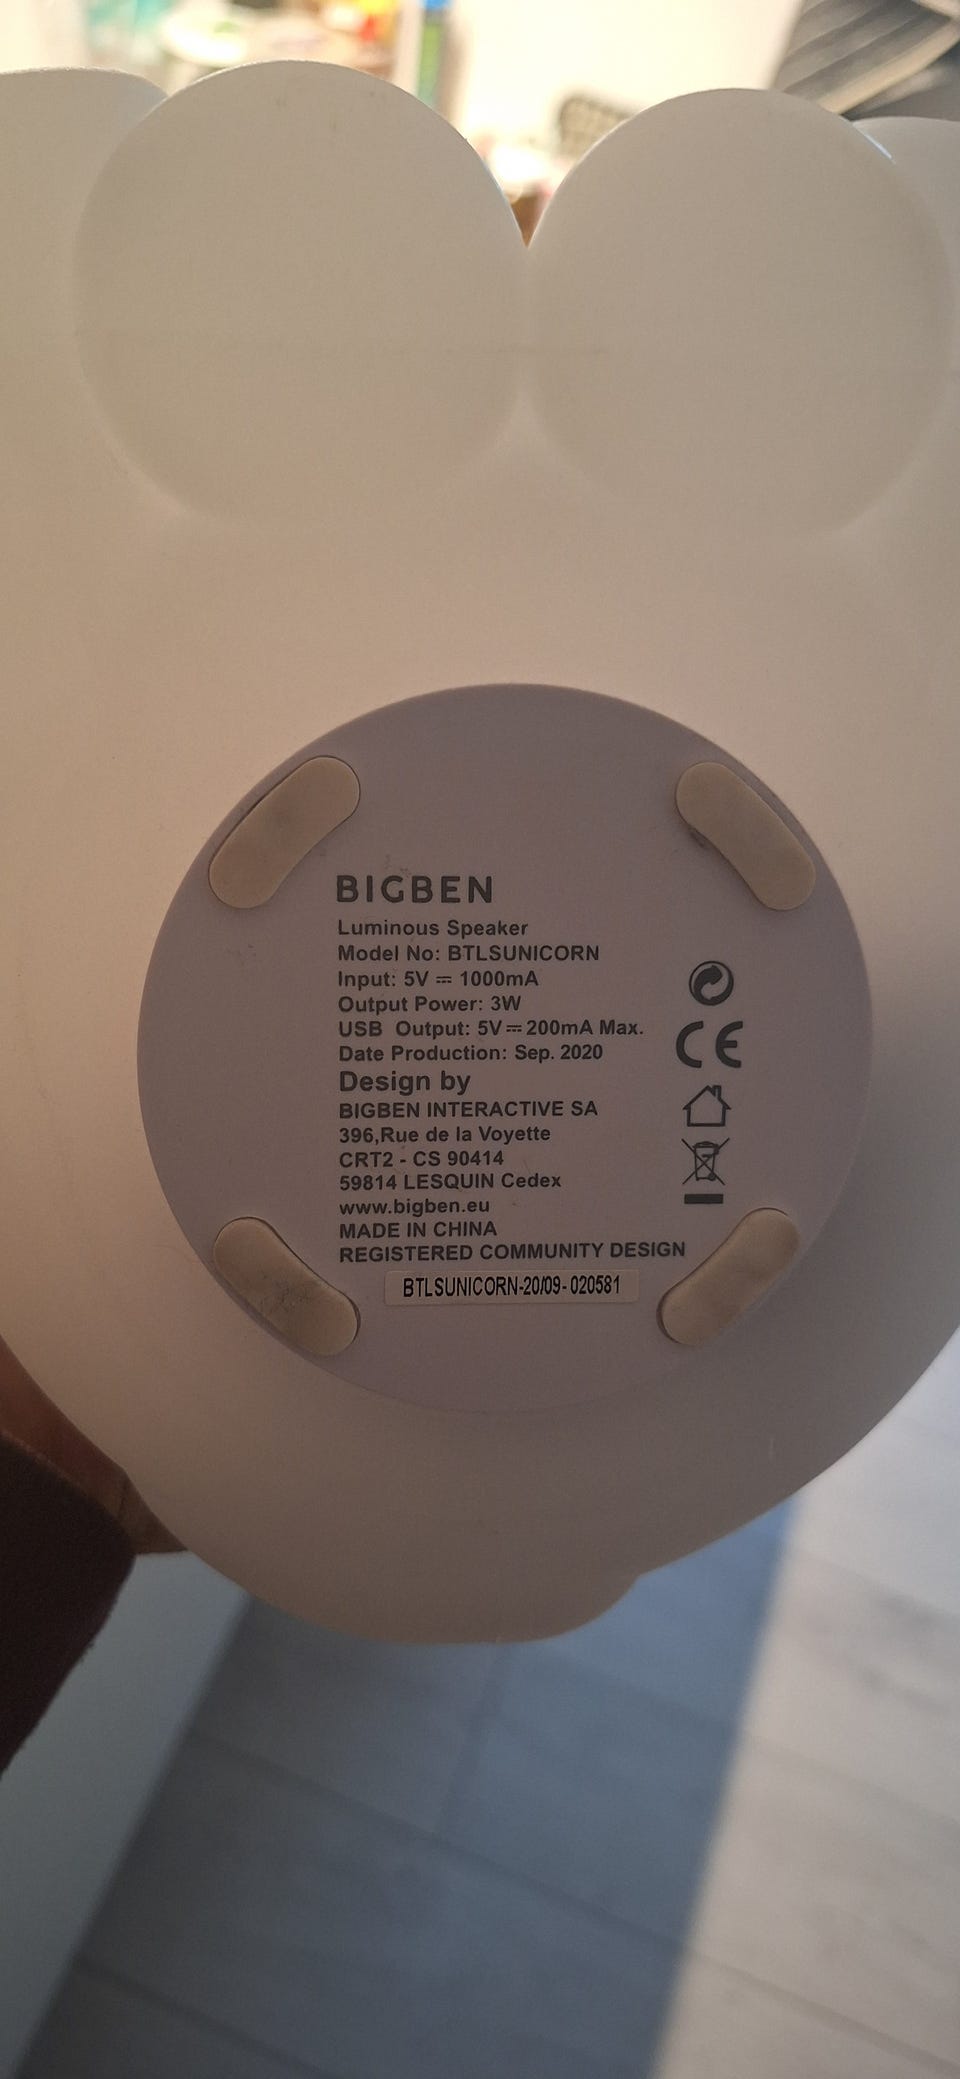 BIGBEN
Luminous Speaker
Model No: BTLSUNICORN
Input: 5V ⎓ 1000mA
Output Power: 3W
USB Output: 5V ⎓ 200mA Max.
Date Production: Sep. 2020
Design by
BIGBEN INTERACTIVE SA
396,Rue de la Voyette
CRT2 - CS 90414
59814 LESQUIN Cedex
www.bigben.eu
MADE IN CHINA
REGISTERED COMMUNITY DESIGN
BTLSUNICORN-20/09- 020581
CE